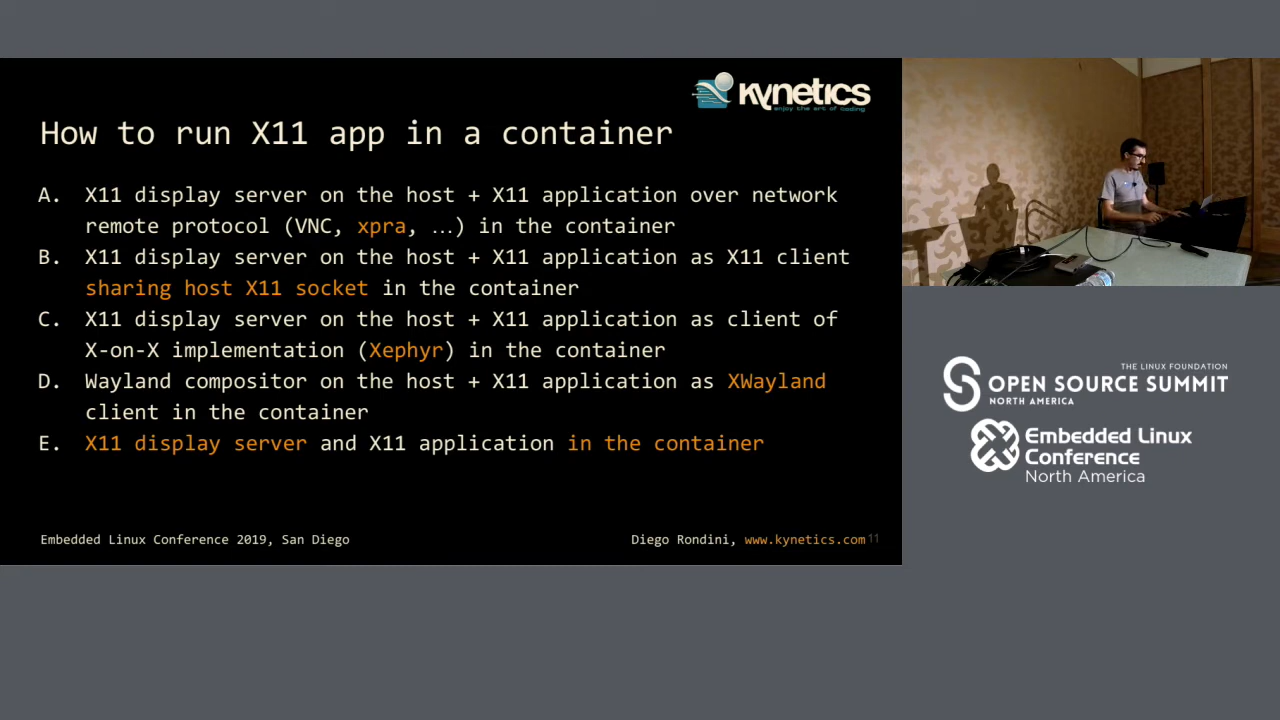 kynetics
enjoy the art of coding
How to run X11 app in a container
A. X11 display server on the host + X11 application over network
remote protocol (VNC, xpra, …) in the container
B. X11 display server on the host + X11 application as X11 client
sharing host X11 socket in the container
C. X11 display server on the host + X11 application as client of
X-on-X implementation (Xephyr) in the container
D. Wayland compositor on the host + X11 application as XWayland
client in the container
E. X11 display server and X11 application in the container
Embedded Linux Conference 2019, San Diego
Diego Rondini, www.kynetics.com 11
THE LINUX FOUNDATION
OPEN SOURCE SUMMIT
NORTH AMERICA
Embedded Linux
Conference
North America